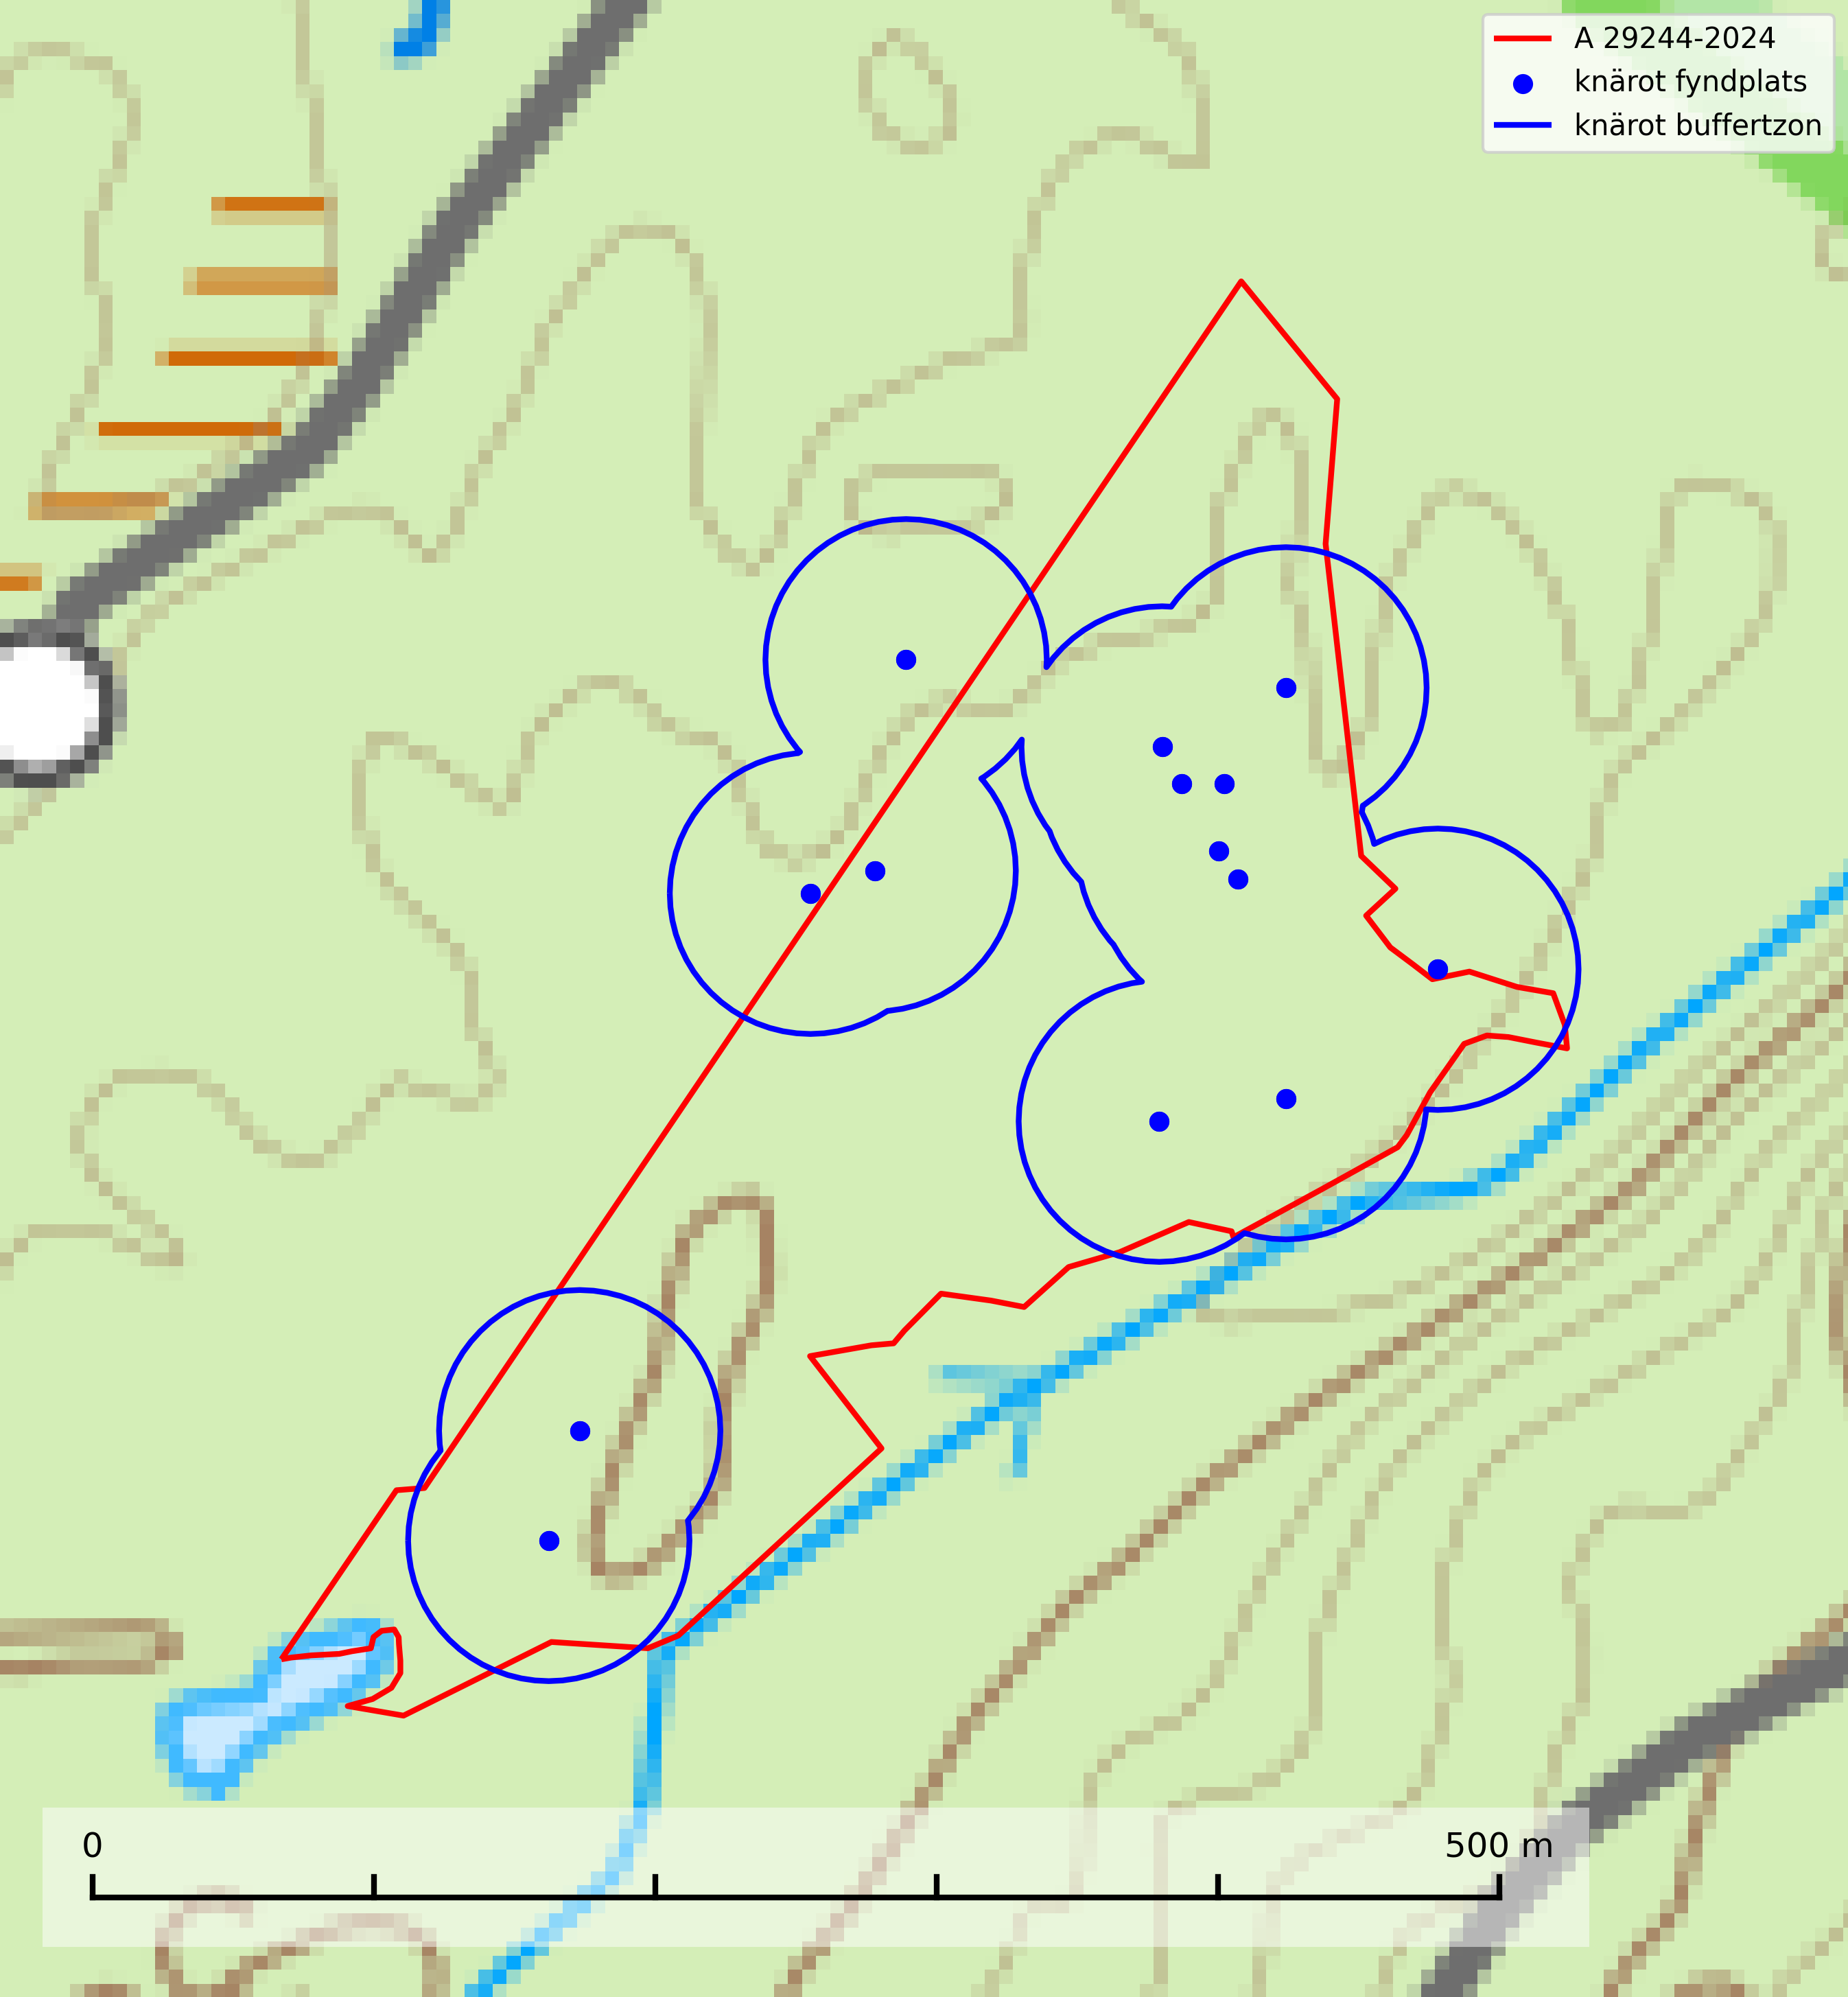 A 29244-2024
knärot fyndplats
knärot buffertzon
0 500 m